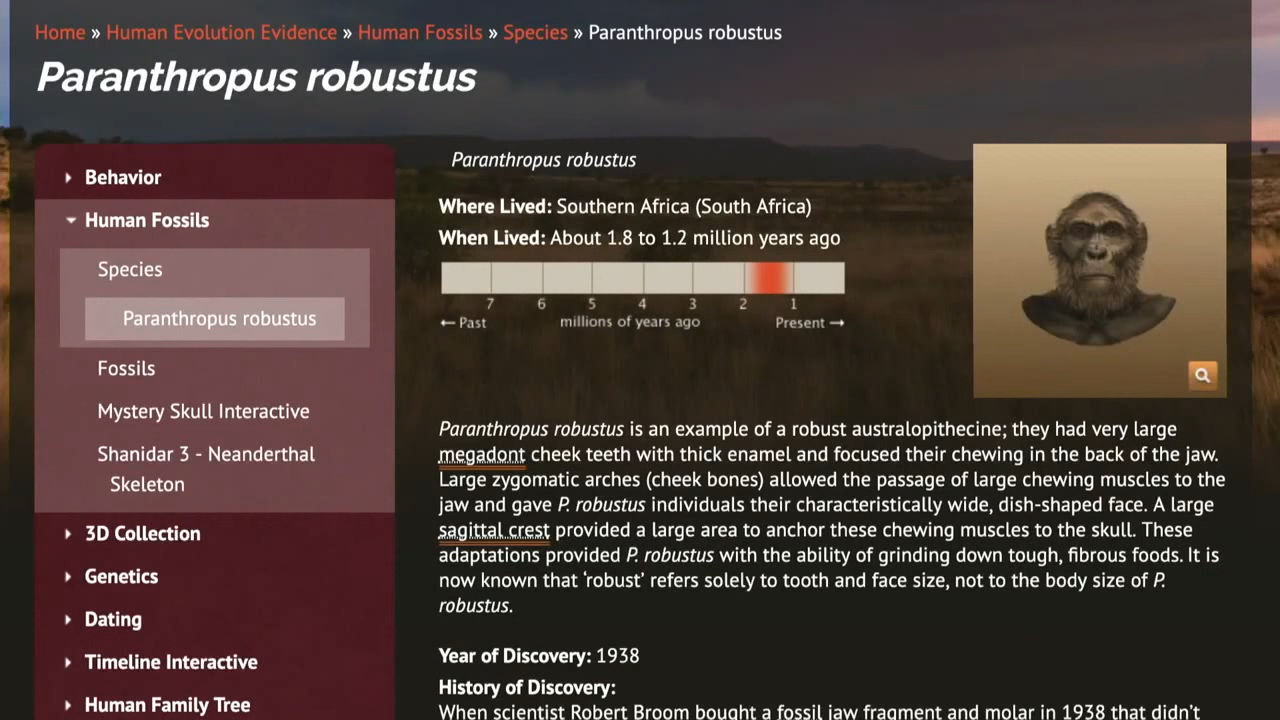 Home » Human Evolution Evidence » Human Fossils » Species » Paranthropus robustus
Paranthropus robustus
Behavior
Human Fossils
Species
Paranthropus robustus
Fossils
Mystery Skull Interactive
Shanidar 3 - Neanderthal
Skeleton
3D Collection
Genetics
Dating
Timeline Interactive
Human Family Tree
Paranthropus robustus
Where Lived: Southern Africa (South Africa)
When Lived: About 1.8 to 1.2 million years ago
7 6 5 4 3 2 1
← Past millions of years ago Present →
Paranthropus robustus is an example of a robust australopithecine; they had very large
megadont cheek teeth with thick enamel and focused their chewing in the back of the jaw.
Large zygomatic arches (cheek bones) allowed the passage of large chewing muscles to the
jaw and gave P. robustus individuals their characteristically wide, dish-shaped face. A large
sagittal crest provided a large area to anchor these chewing muscles to the skull. These
adaptations provided P. robustus with the ability of grinding down tough, fibrous foods. It is
now known that ‘robust’ refers solely to tooth and face size, not to the body size of P.
robustus.
Year of Discovery: 1938
History of Discovery:
When scientist Robert Broom bought a fossil jaw fragment and molar in 1938 that didn’t